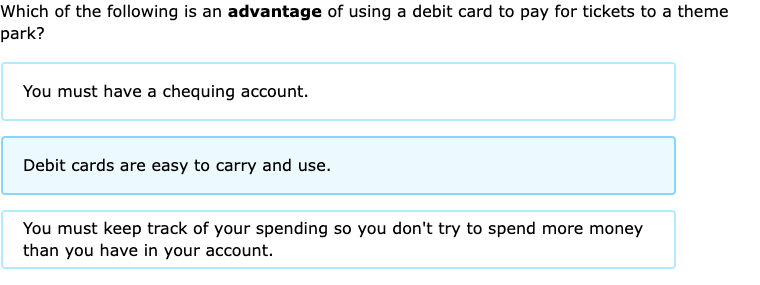 Which of the following is an advantage of using a debit card to pay for tickets to a theme
park?
You must have a chequing account.
Debit cards are easy to carry and use.
You must keep track of your spending so you don't try to spend more money
than you have in your account.